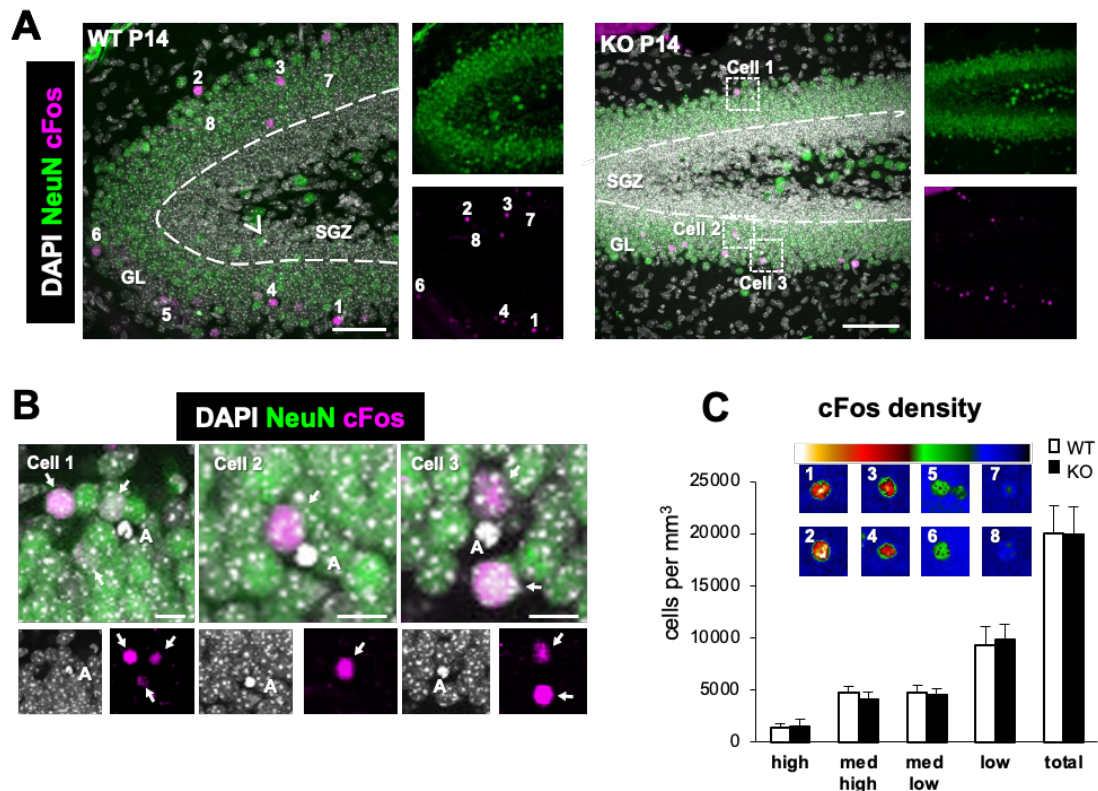 A
DAPI NeuN cFos
WT P14
2
3
7
8
6
SGZ
GL
4
5
1
2
3
7
8
6
4
1
KO P14
Cell 1
SGZ
GL
Cell 2
Cell 3
B
DAPI NeuN cFos
Cell 1
A
Cell 2
A
Cell 3
A
A
A
A
C
cFos density
WT
KO
1
3
5
7
2
4
6
8
cells per mm3
25000
20000
15000
10000
5000
0
high
med high
med low
low
total